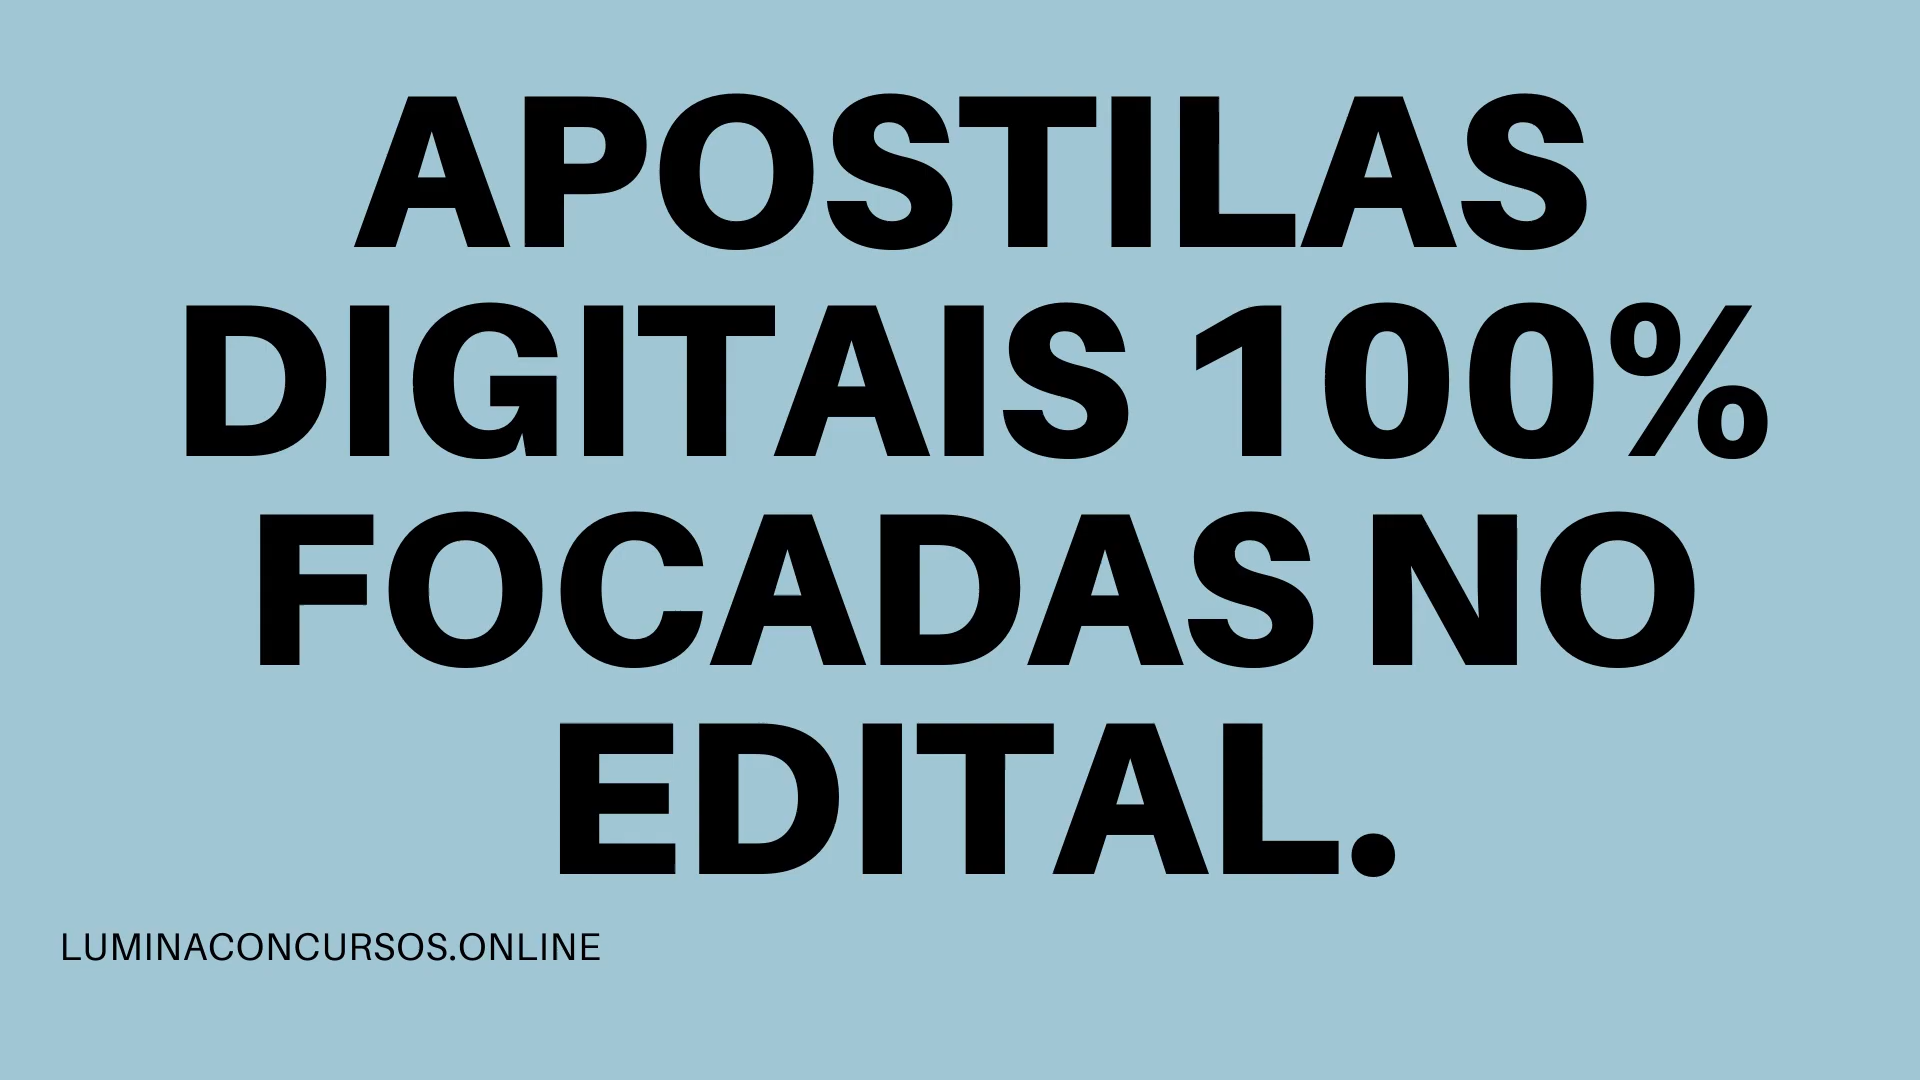 APOSTILAS
DIGITAIS 100%
FOCADAS NO
EDITAL.
LUMINACONCURSOS.ONLINE